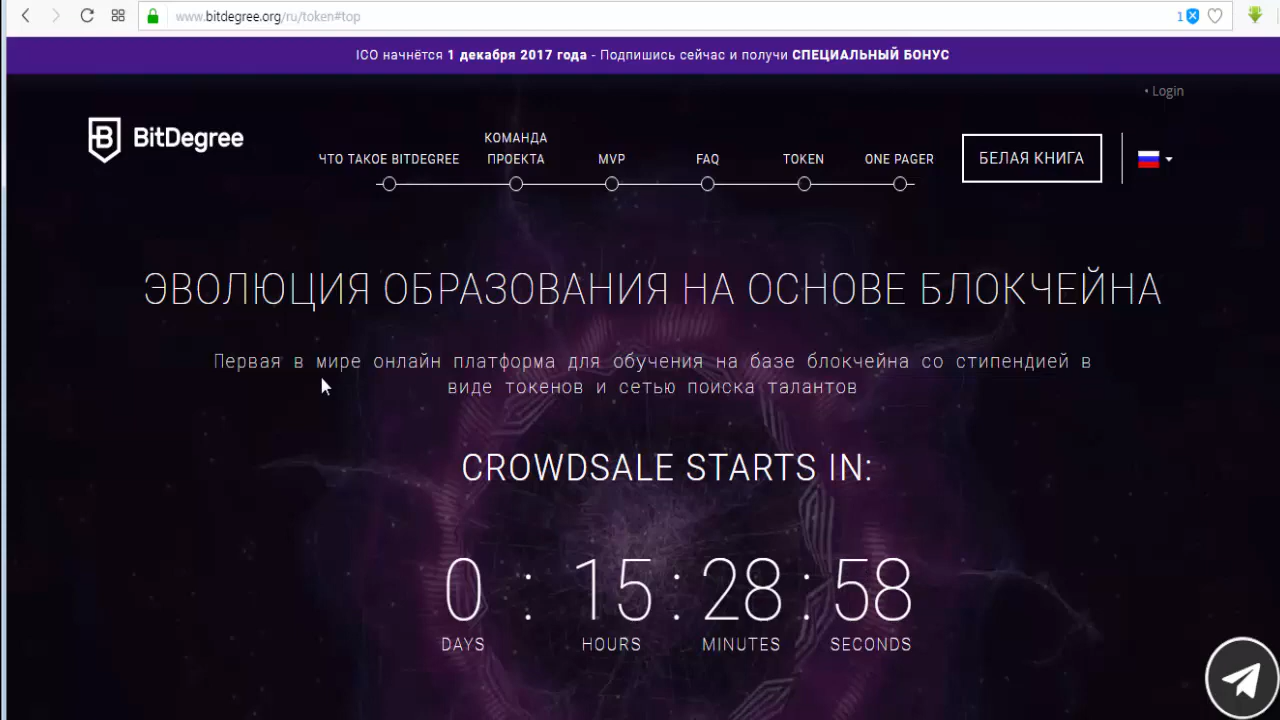 www.bitdegree.org/ru/token#top
1
ICO начнётся 1 декабря 2017 года - Подпишись сейчас и получи СПЕЦИАЛЬНЫЙ БОНУС
• Login
BitDegree
ЧТО ТАКОЕ BITDEGREE
КОМАНДА
ПРОЕКТА
MVP
FAQ
TOKEN
ONE PAGER
БЕЛАЯ КНИГА
ЭВОЛЮЦИЯ ОБРАЗОВАНИЯ НА ОСНОВЕ БЛОКЧЕЙНА
Первая в мире онлайн платформа для обучения на базе блокчейна со стипендией в
виде токенов и сетью поиска талантов
CROWDSALE STARTS IN:
0 : 15 : 28 : 58
DAYS HOURS MINUTES SECONDS